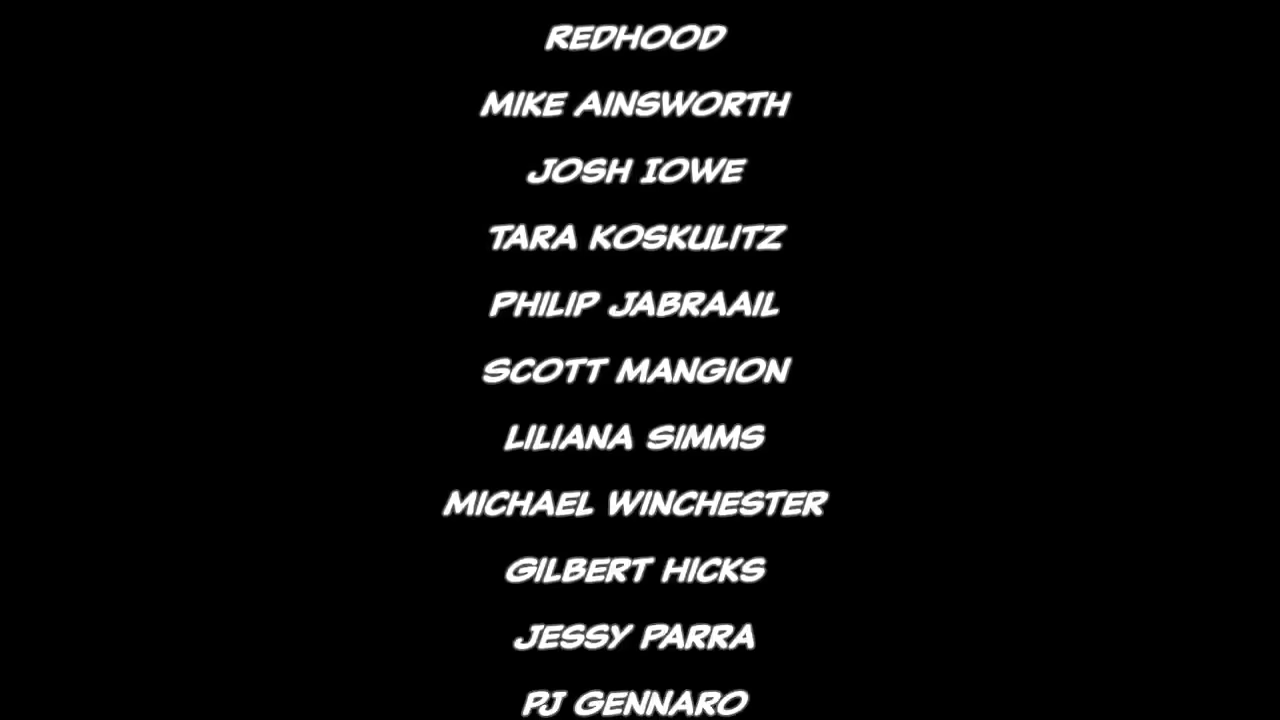 REDHOOD
MIKE AINSWORTH
JOSH IOWE
TARA KOSKULITZ
PHILIP JABRAAIL
SCOTT MANGION
LILIANA SIMMS
MICHAEL WINCHESTER
GILBERT HICKS
JESSY PARRA
PJ GENNARO